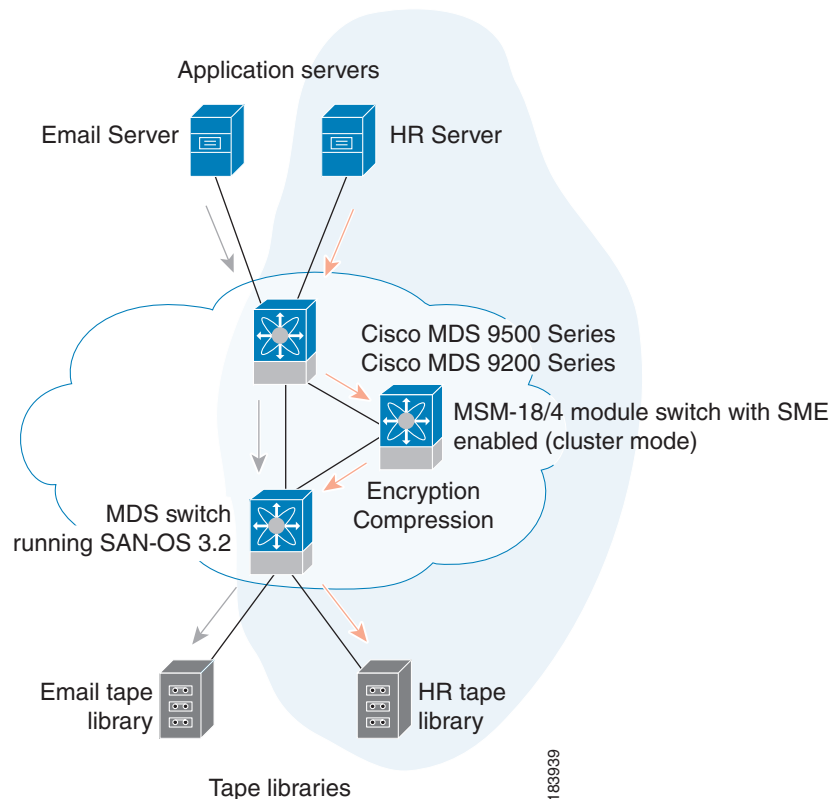 Application servers
Email Server
HR Server
Cisco MDS 9500 Series
Cisco MDS 9200 Series
MSM-18/4 module switch with SME
enabled (cluster mode)
Encryption
Compression
MDS switch
running SAN-OS 3.2
Email tape
library
HR tape
library
Tape libraries
183939